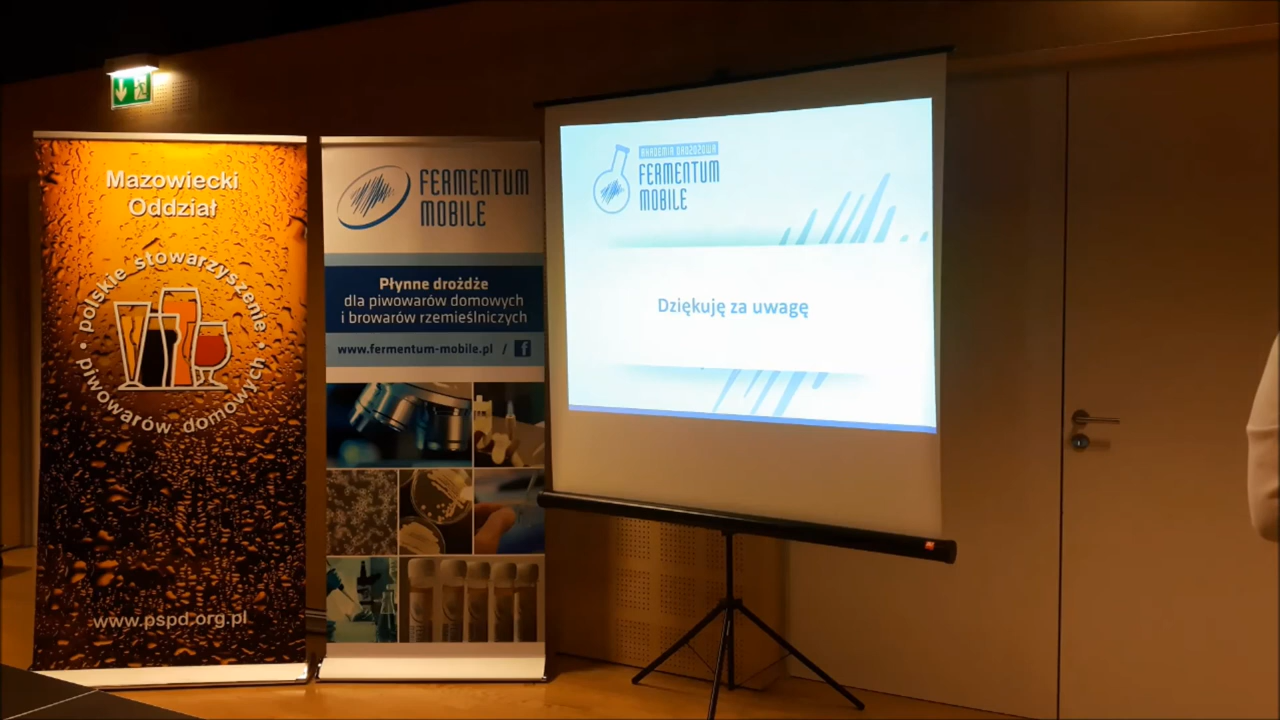 Mazowiecki
Oddział
polskie stowarzyszenie
piwowarów domowych
www.pspd.org.pl
FERMENTUM
MOBILE
Płynne drożdże
dla piwowarów domowych
i browarów rzemieślniczych
www.fermentum-mobile.pl / f
AKADEMIA DROŻDŻOWA
FERMENTUM
MOBILE
Dziękuję za uwagę